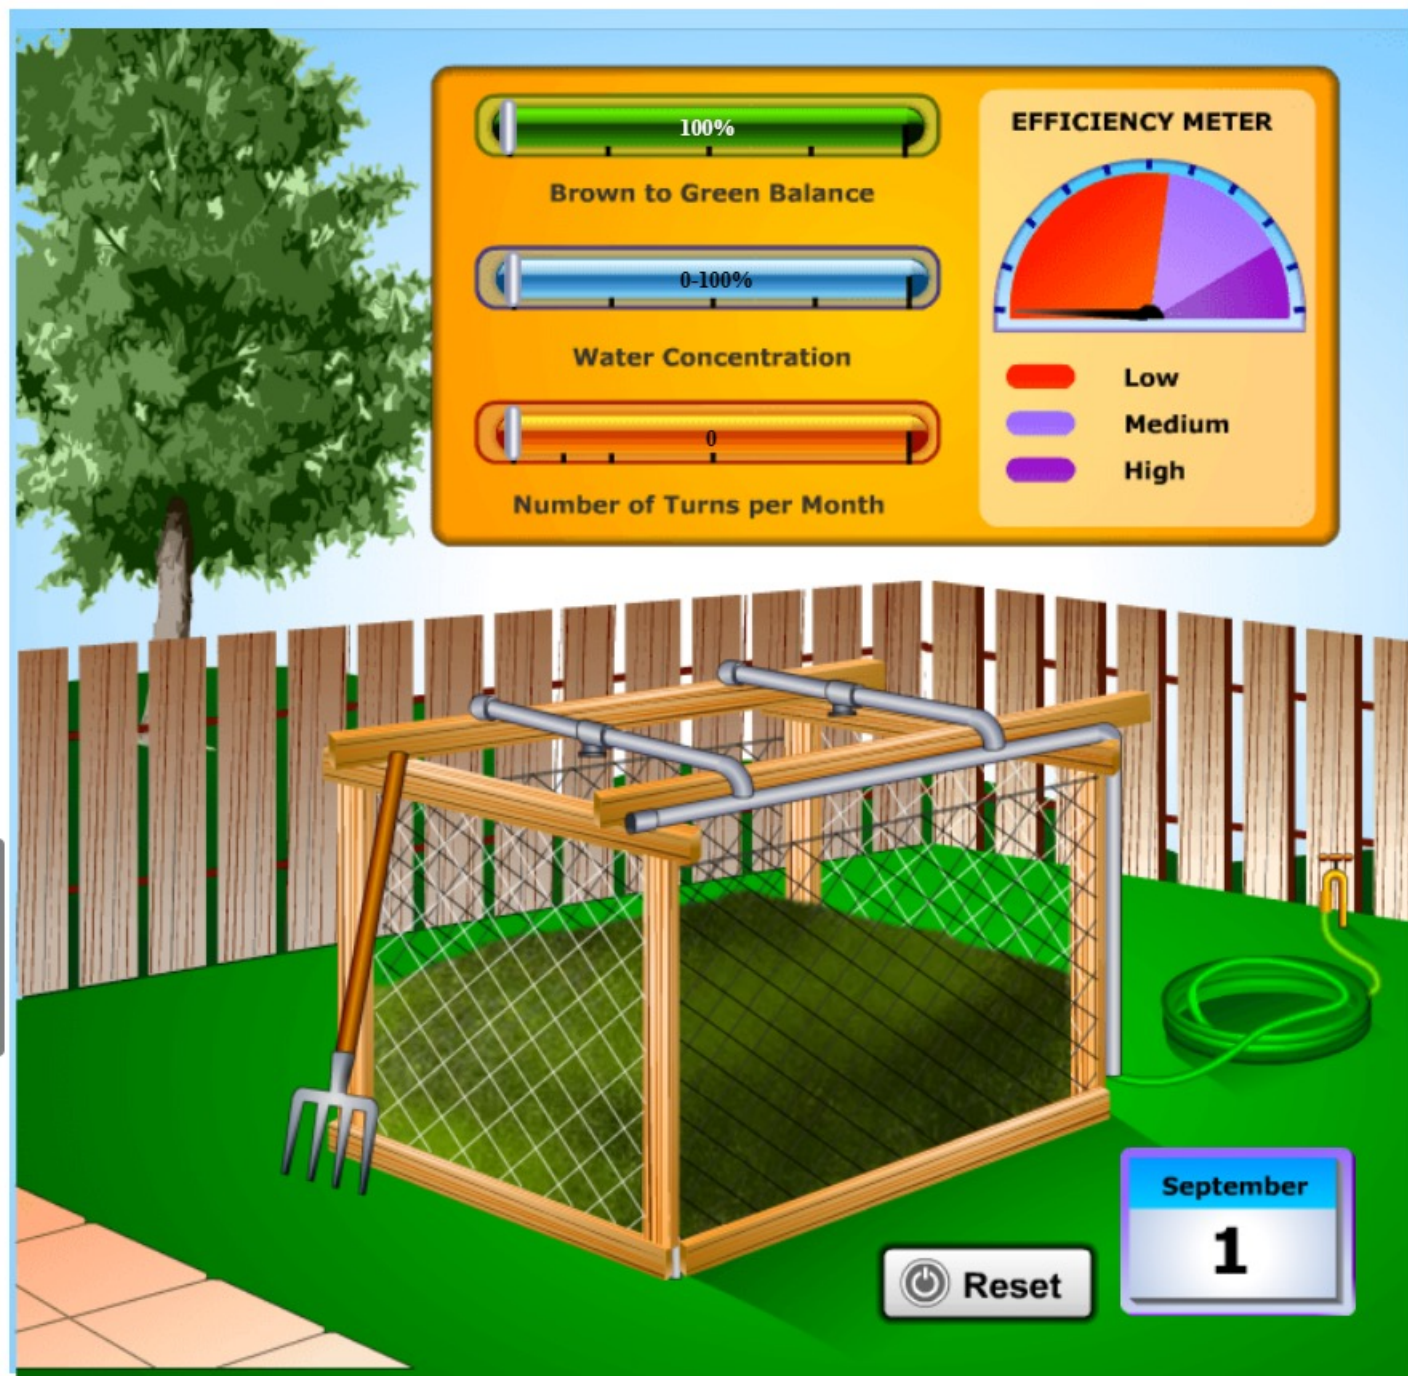 100%
Brown to Green Balance
0-100%
Water Concentration
0
Number of Turns per Month
EFFICIENCY METER
Low
Medium
High
Reset
September
1